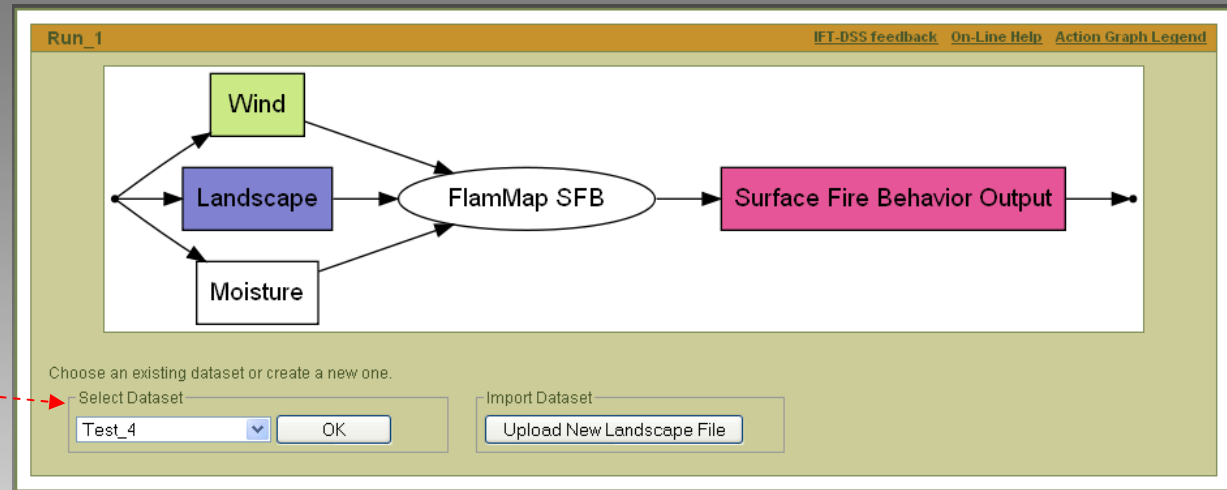 Run_1 IFT-DSS feedback On-Line Help Action Graph Legend
Wind
Landscape FlamMap SFB Surface Fire Behavior Output
Moisture
Choose an existing dataset or create a new one.
Select Dataset Import Dataset
Test_4 OK Upload New Landscape File